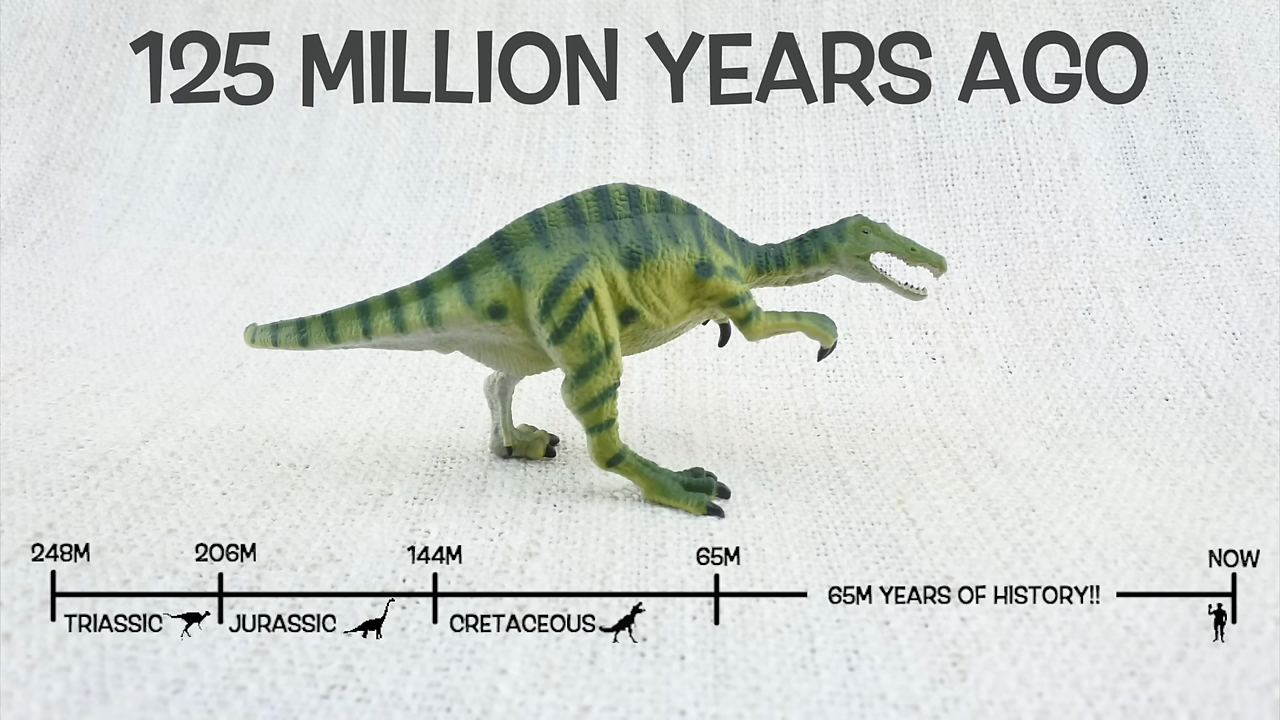 125 MILLION YEARS AGO
248M 206M 144M 65M NOW
65M YEARS OF HISTORY!!
TRIASSIC JURASSIC CRETACEOUS